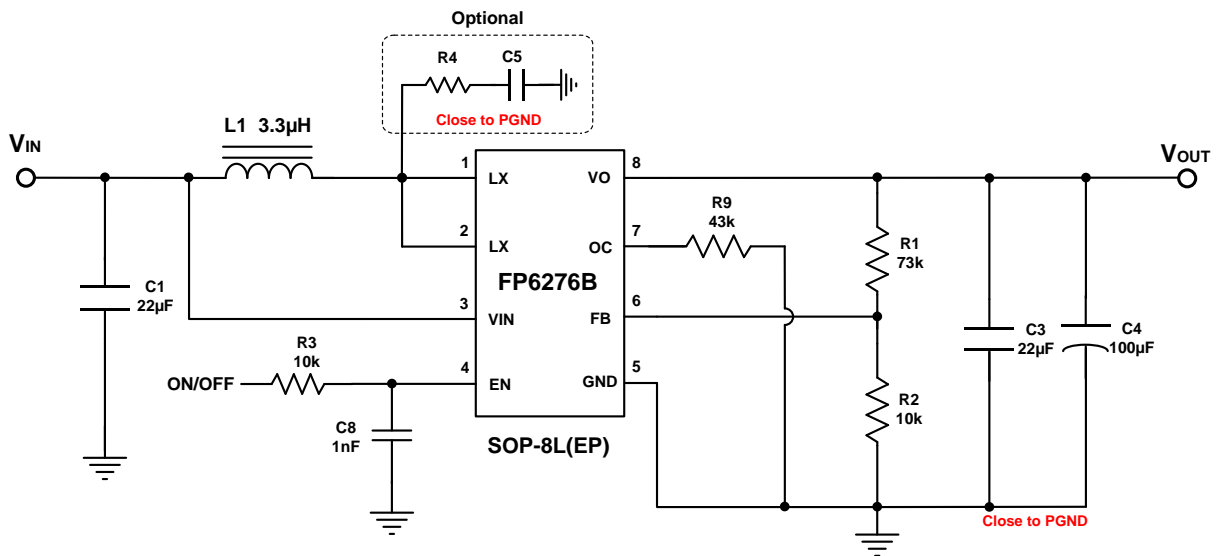 Optional
R4
C5
Close to PGND
L1 3.3µH
VIN
VOUT
1
LX
VO
8
2
LX
OC
7
R9
43k
R1
73k
FP6276B
C1
22µF
3
VIN
FB
6
C3
22µF
C4
100µF
R3
10k
ON/OFF
4
EN
GND
5
R2
10k
C8
1nF
SOP-8L(EP)
Close to PGND